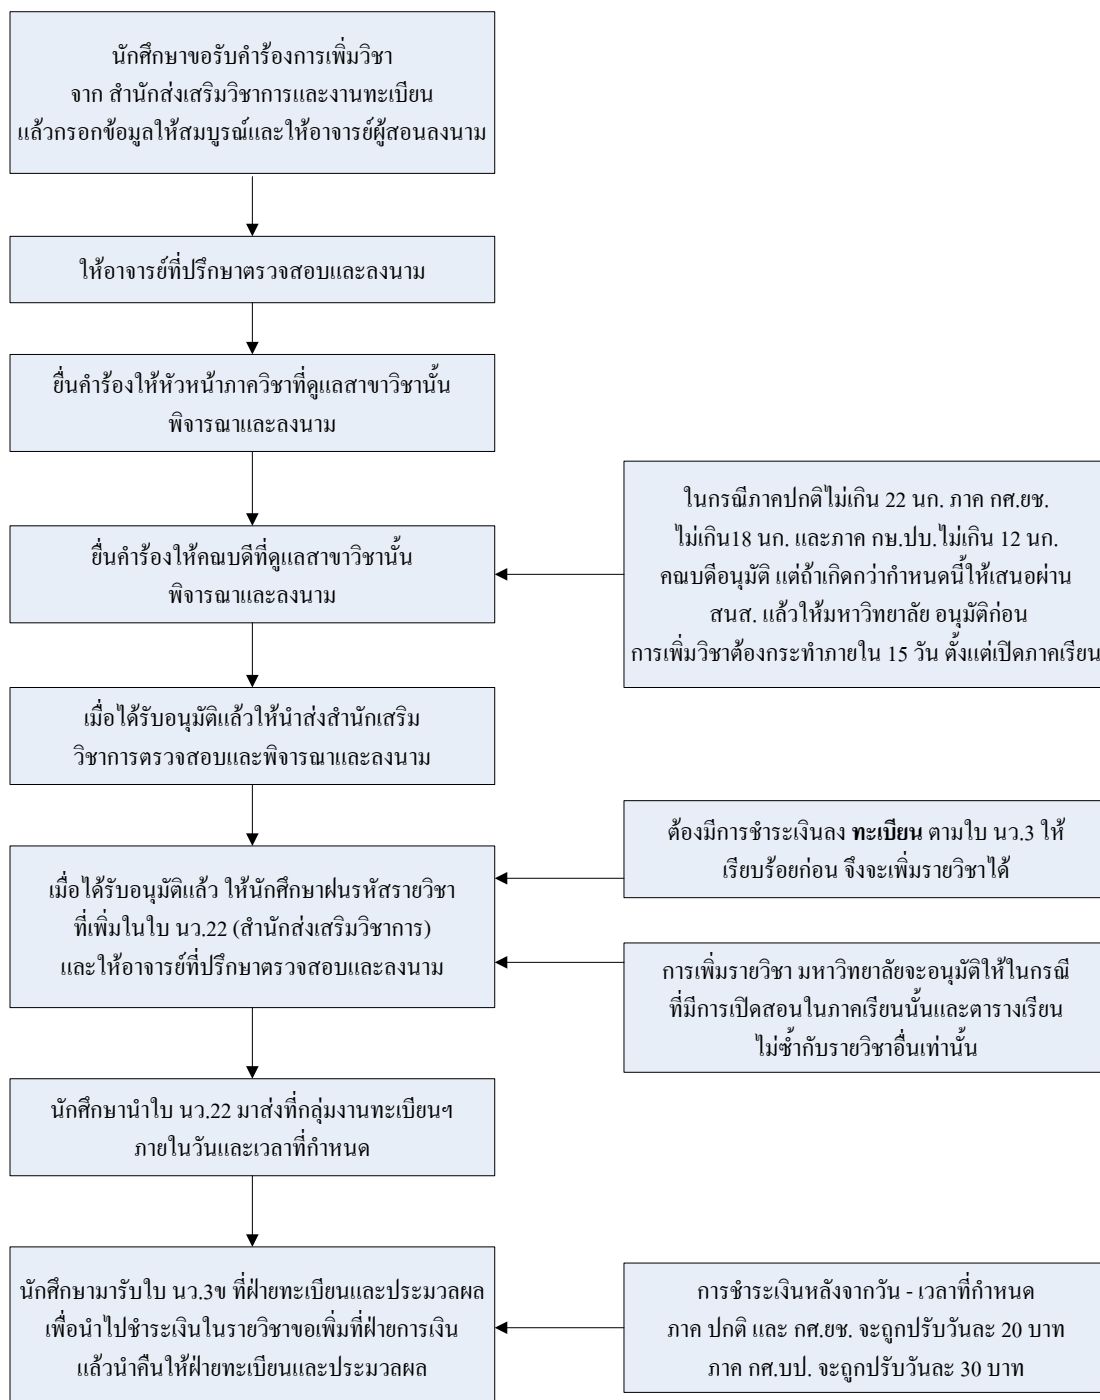 นักศึกษาขอรับคำร้องการเพิ่มวิชา
จาก สำนักส่งเสริมวิชาการและงานทะเบียน
แล้วกรอกข้อมูลให้สมบูรณ์และให้อาจารย์ผู้สอนลงนาม
ให้อาจารย์ที่ปรึกษาตรวจสอบและลงนาม
ยื่นคำร้องให้หัวหน้าภาควิชาที่ดูแลสาขาวิชานั้น
พิจารณาและลงนาม
ยื่นคำร้องให้คณบดีที่ดูแลสาขาวิชานั้น
พิจารณาและลงนาม
ในกรณีภาคปกติไม่เกิน 22 นก. ภาค กศ.ยช.
ไม่เกิน18 นก. และภาค กษ.ปบ.ไม่เกิน 12 นก.
คณบดีอนุมัติ แต่ถ้าเกิดกว่ากำหนดนี้ให้เสนอผ่าน
สนส. แล้วให้มหาวิทยาลัย อนุมัติก่อน
การเพิ่มวิชาต้องกระทำภายใน 15 วัน ตั้งแต่เปิดภาคเรียน
เมื่อได้รับอนุมัติแล้วให้นำส่งสำนักเสริม
วิชาการตรวจสอบและพิจารณาและลงนาม
ต้องมีการชำระเงินลง ทะเบียน ตามใบ นว.3 ให้
เรียบร้อยก่อน จึงจะเพิ่มรายวิชาได้
เมื่อได้รับอนุมัติแล้ว ให้นักศึกษาฝนรหัสรายวิชา
ที่เพิ่มในใบ นว.22 (สำนักส่งเสริมวิชาการ)
และให้อาจารย์ที่ปรึกษาตรวจสอบและลงนาม
การเพิ่มรายวิชา มหาวิทยาลัยจะอนุมัติให้ในกรณี
ที่มีการเปิดสอนในภาคเรียนนั้นและตารางเรียน
ไม่ซ้ำกับรายวิชาอื่นเท่านั้น
นักศึกษานำใบ นว.22 มาส่งที่กลุ่มงานทะเบียนฯ
ภายในวันและเวลาที่กำหนด
นักศึกษามารับใบ นว.3ข ที่ฝ่ายทะเบียนและประมวลผล
เพื่อนำไปชำระเงินในรายวิชาขอเพิ่มที่ฝ่ายการเงิน
แล้วนำคืนให้ฝ่ายทะเบียนและประมวลผล
การชำระเงินหลังจากวัน - เวลาที่กำหนด
ภาค ปกติ และ กศ.ยช. จะถูกปรับวันละ 20 บาท
ภาค กศ.บป. จะถูกปรับวันละ 30 บาท